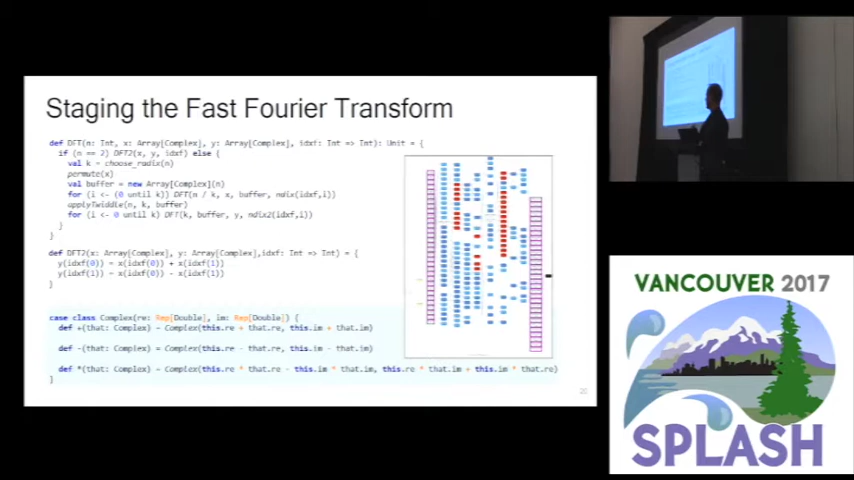 Staging the Fast Fourier Transform
def DFT(n: Int, x: Array[Complex], y: Array[Complex], idxf: Int => Int): Unit = {
if (n == 2) DFT2(x, y, idxf) else {
val k = choose_radix(n)
permute(x)
val buffer = new Array[Complex](n)
for (i <- (0 until k)) DFT(n / k, x, buffer, ndix(idxf,i))
applyTwiddle(n, k, buffer)
for (i <- 0 until k) DFT(k, buffer, y, ndix2(idxf,i))
}
}
def DFT2(x: Array[Complex], y: Array[Complex],idxf: Int => Int) = {
y(idxf(0)) = x(idxf(0)) + x(idxf(1))
y(idxf(1)) = x(idxf(0)) - x(idxf(1))
}
case class Complex(re: Rep[Double], im: Rep[Double]) {
def +(that: Complex) = Complex(this.re + that.re, this.im + that.im)
def -(that: Complex) = Complex(this.re - that.re, this.im - that.im)
def *(that: Complex) = Complex(this.re * that.re - this.im * that.im, this.re * that.im + this.im * that.re)
}
20
VANCOUVER 2017
SPLASH